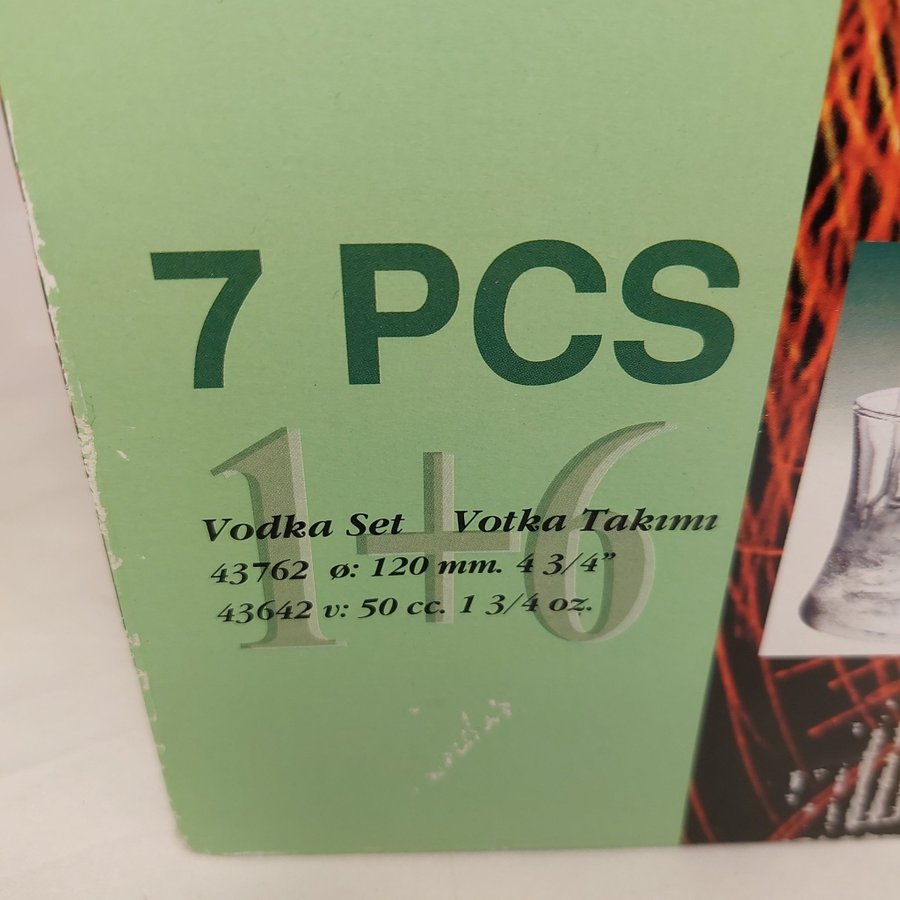 7 PCS
1+6
Vodka Set Votka Takımı
43762 ø: 120 mm. 4 3/4"
43642 v: 50 cc. 1 3/4 oz.